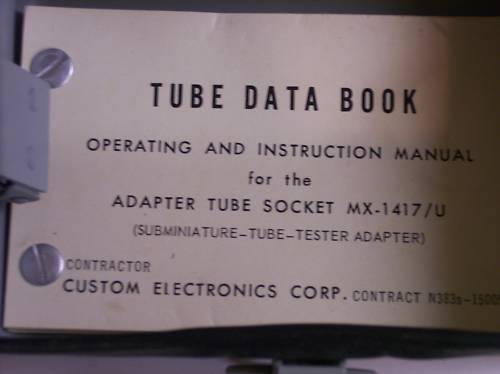 TUBE DATA BOOK
OPERATING AND INSTRUCTION MANUAL
for the
ADAPTER TUBE SOCKET MX-1417/U
(SUBMINIATURE-TUBE-TESTER ADAPTER)
CONTRACTOR
CUSTOM ELECTRONICS CORP. CONTRACT